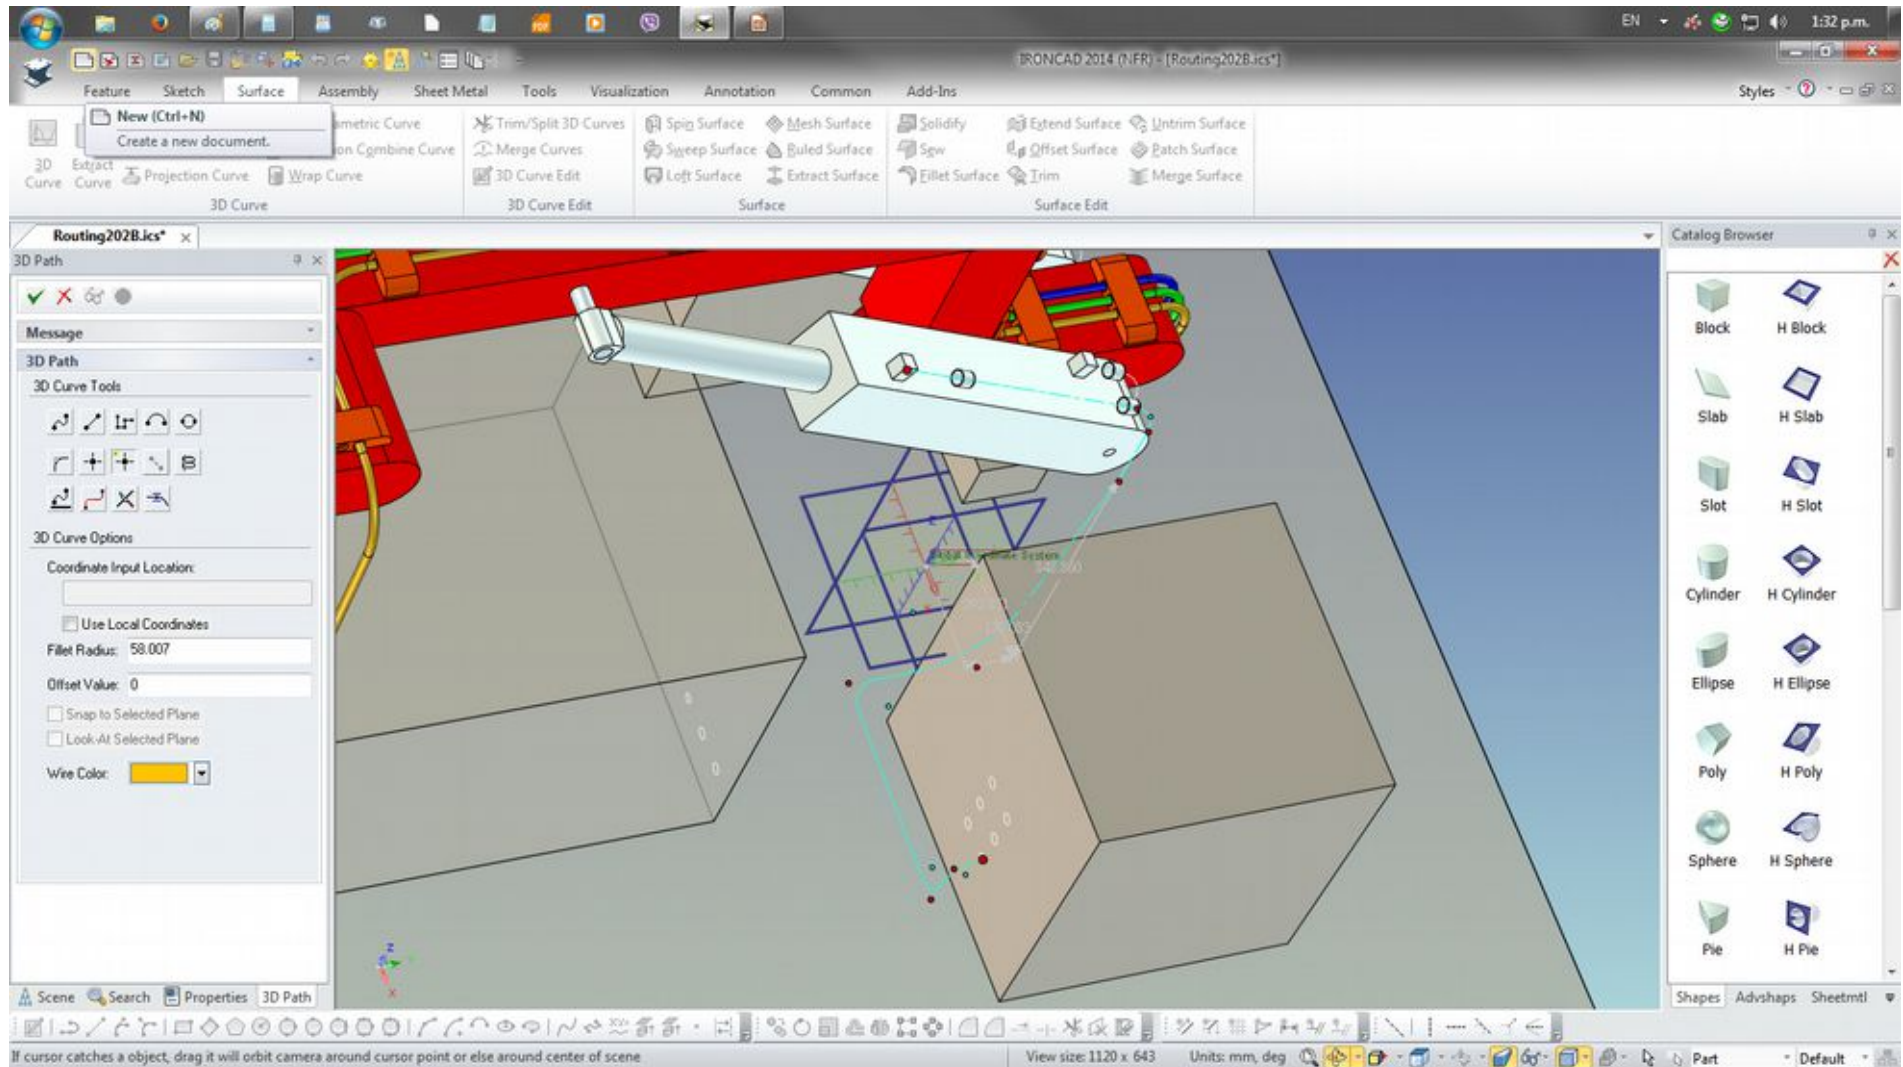 EN 1:32 p.m.
IRONCAD 2014 (NFR) - [Routing202B.ics*]
Feature Sketch Surface Assembly Sheet Metal Tools Visualization Annotation Common Add-Ins Styles
New (Ctrl+N)
Create a new document.
3D Curve
Extract Curve
Curve
Combine Curve
Projection Curve
Wrap Curve
3D Curve
Trim/Split 3D Curves
Merge Curves
3D Curve Edit
3D Curve Edit
Spin Surface
Mesh Surface
Sweep Surface
Ruled Surface
Loft Surface
Extract Surface
Surface
Solidify
Extend Surface
Untrim Surface
Sew
Offset Surface
Patch Surface
Fillet Surface
Trim
Merge Surface
Surface Edit
Routing202B.ics*
3D Path
Message
3D Path
3D Curve Tools
3D Curve Options
Coordinate Input Location:
Use Local Coordinates
Fillet Radius: 58.007
Offset Value: 0
Snap to Selected Plane
Look-At Selected Plane
Wire Color:
Scene Search Properties 3D Path
Z
X
Catalog Browser
Block H Block
Slab H Slab
Slot H Slot
Cylinder H Cylinder
Ellipse H Ellipse
Poly H Poly
Sphere H Sphere
Pie H Pie
Shapes Advshaps Sheetmtl
If cursor catches a object, drag it will orbit camera around cursor point or else around center of scene
View size: 1120 x 643 Units: mm, deg Part Default